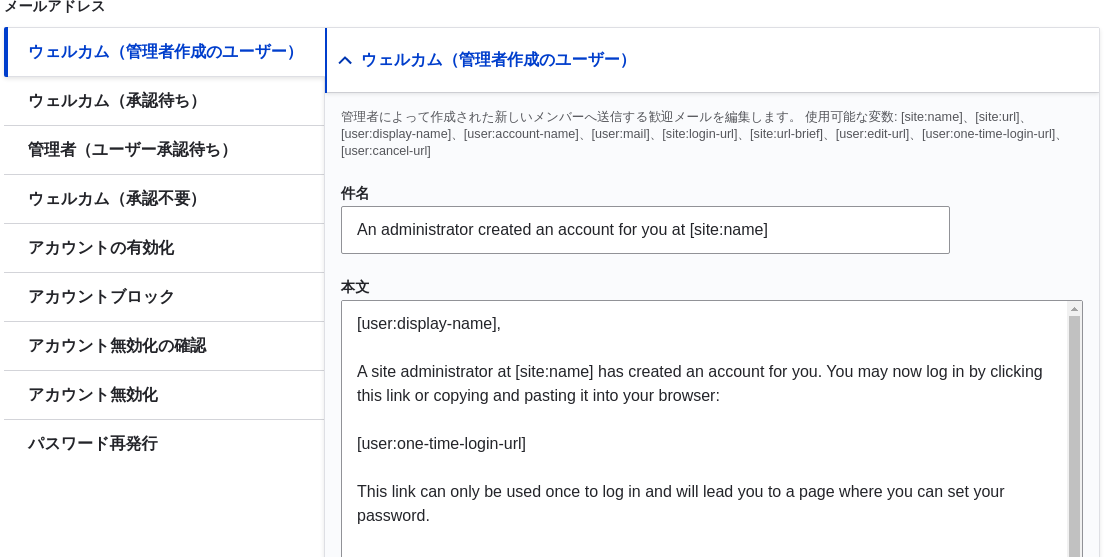 メールアドレス
ウェルカム（管理者作成のユーザー）
ウェルカム（承認待ち）
管理者（ユーザー承認待ち）
ウェルカム（承認不要）
アカウントの有効化
アカウントブロック
アカウント無効化の確認
アカウント無効化
パスワード再発行
ウェルカム（管理者作成のユーザー）
管理者によって作成された新しいメンバーへ送信する歓迎メールを編集します。 使用可能な変数: [site:name]、[site:url]、
[user:display-name]、[user:account-name]、[user:mail]、[site:login-url]、[site:url-brief]、[user:edit-url]、[user:one-time-login-url]、
[user:cancel-url]
件名
An administrator created an account for you at [site:name]
本文
[user:display-name],
A site administrator at [site:name] has created an account for you. You may now log in by clicking
this link or copying and pasting it into your browser:
[user:one-time-login-url]
This link can only be used once to log in and will lead you to a page where you can set your
password.